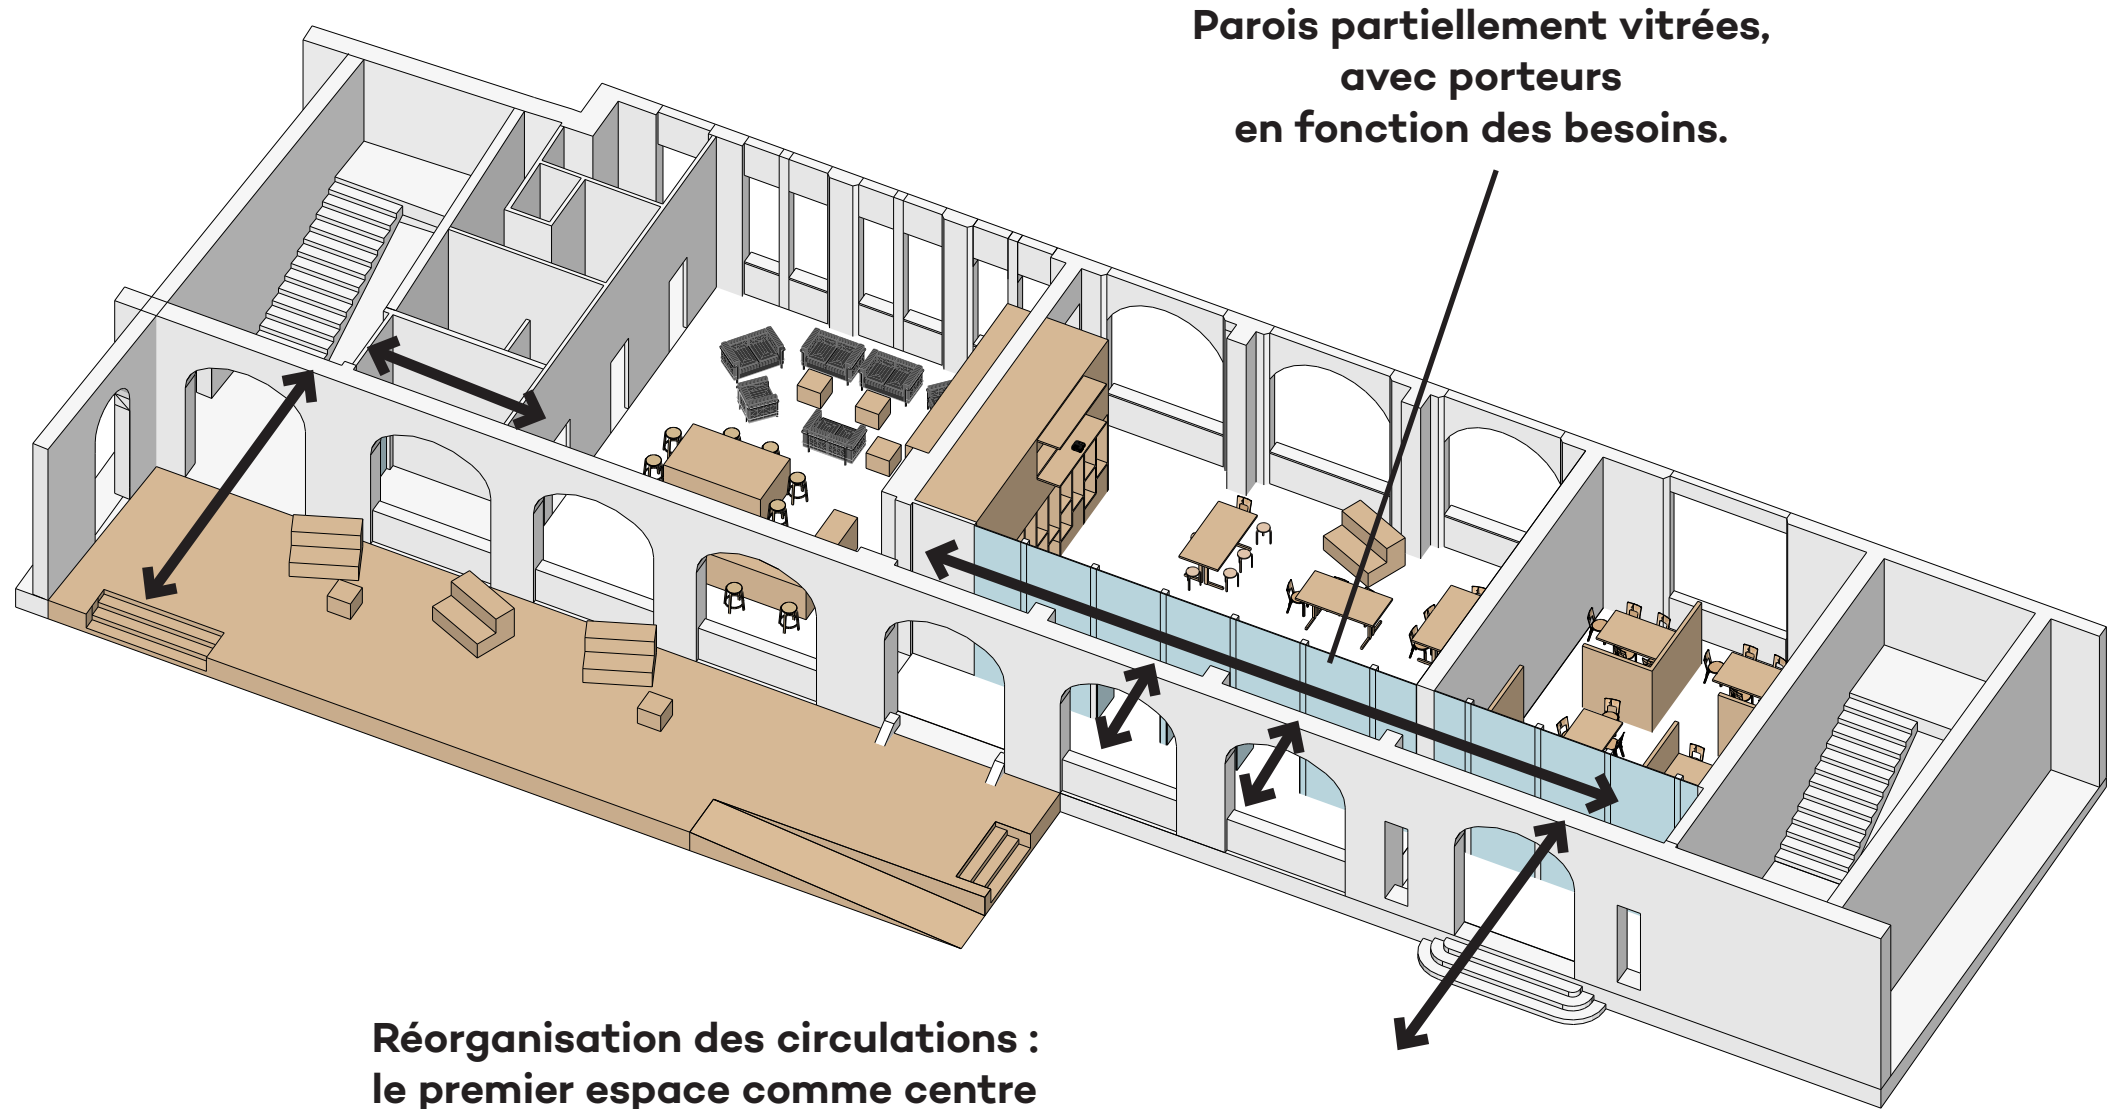 Parois partiellement vitrées,
avec porteurs
en fonction des besoins.
Réorganisation des circulations :
le premier espace comme centre